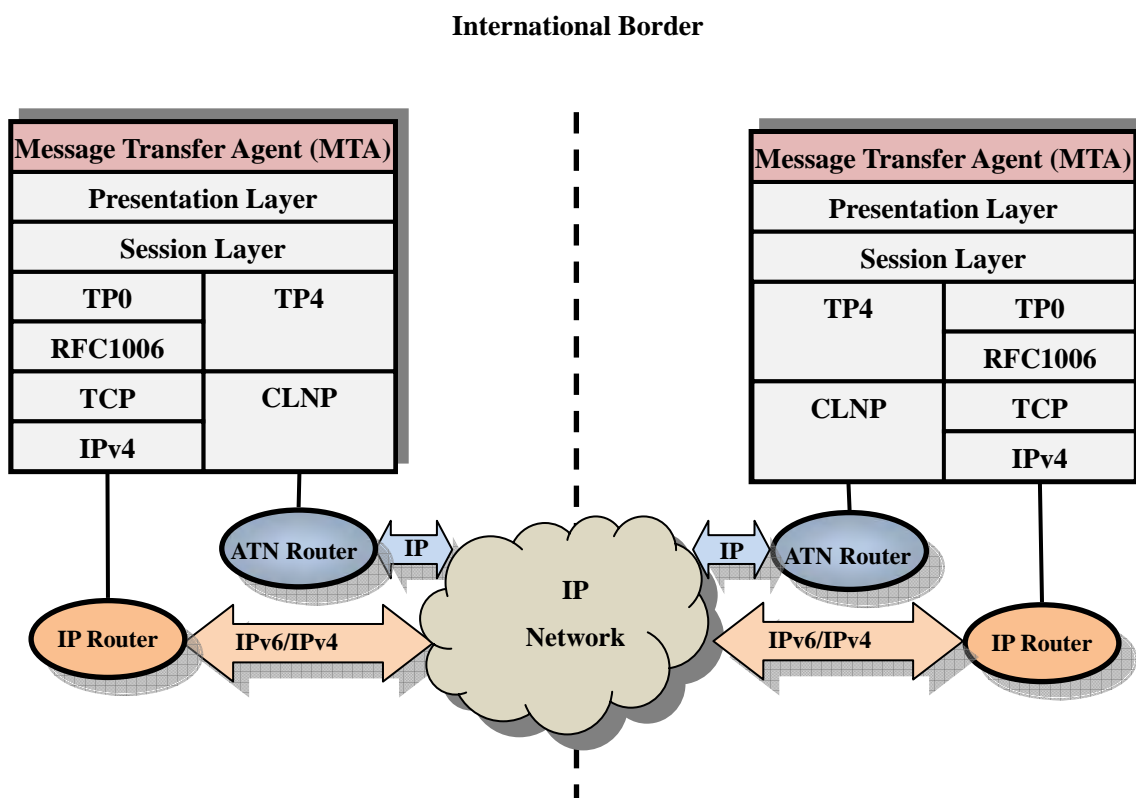 International Border
Message Transfer Agent (MTA)
Presentation Layer
Session Layer
TP0
TP4
RFC1006
TCP
CLNP
IPv4
Message Transfer Agent (MTA)
Presentation Layer
Session Layer
TP4
TP0
RFC1006
CLNP
TCP
IPv4
ATN Router
IP
IP
Network
IP
ATN Router
IP Router
IPv6/IPv4
IPv6/IPv4
IP Router